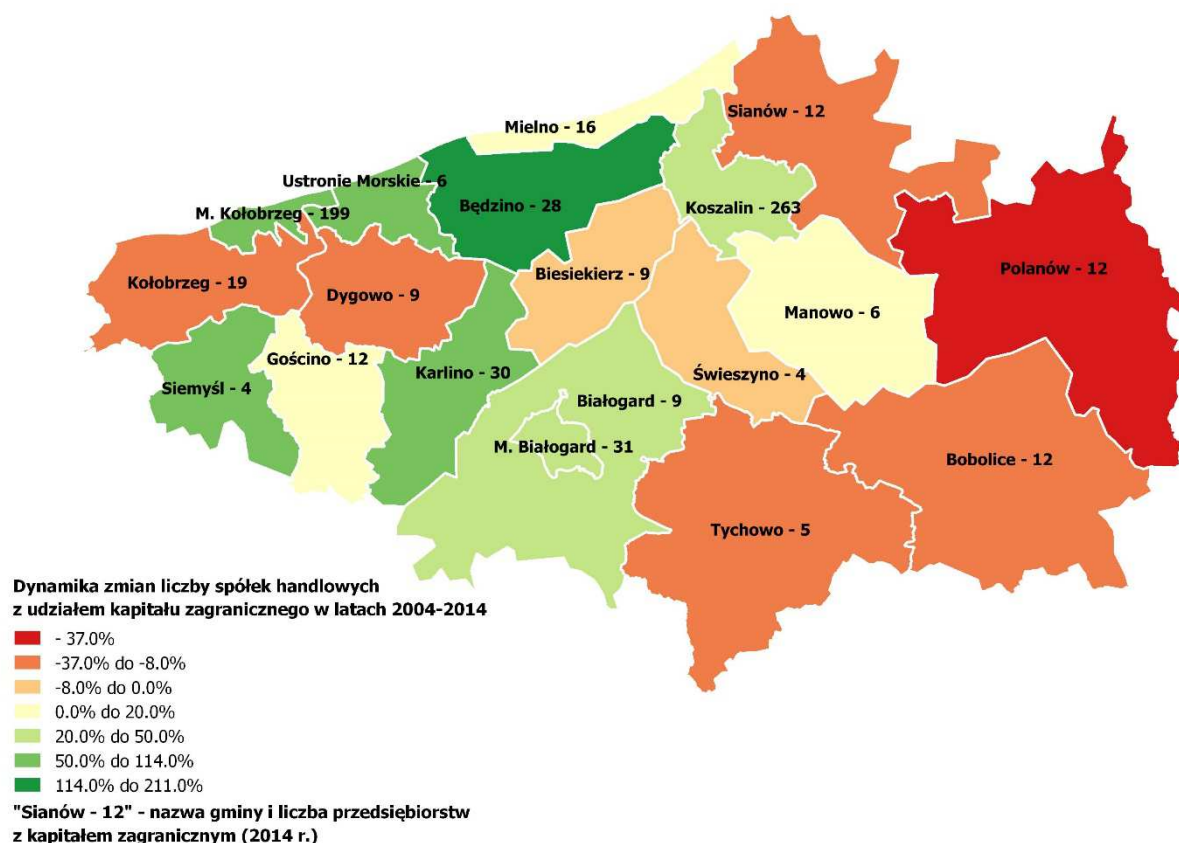 Sianów - 12
Mielno - 16
Ustronie Morskie - 6
M. Kołobrzeg - 199
Będzino - 28
Koszalin - 263
Kołobrzeg - 19
Dygowo - 9
Biesiekierz - 9
Polanów - 12
Manowo - 6
Gościno - 12
Siemyśl - 4
Karlino - 30
Świeszyno - 4
Białogard - 9
M. Białogard - 31
Bobolice - 12
Tychowo - 5
Dynamika zmian liczby spółek handlowych
z udziałem kapitału zagranicznego w latach 2004-2014
- 37.0%
-37.0% do -8.0%
-8.0% do 0.0%
0.0% do 20.0%
20.0% do 50.0%
50.0% do 114.0%
114.0% do 211.0%
"Sianów - 12" - nazwa gminy i liczba przedsiębiorstw
z kapitałem zagranicznym (2014 r.)